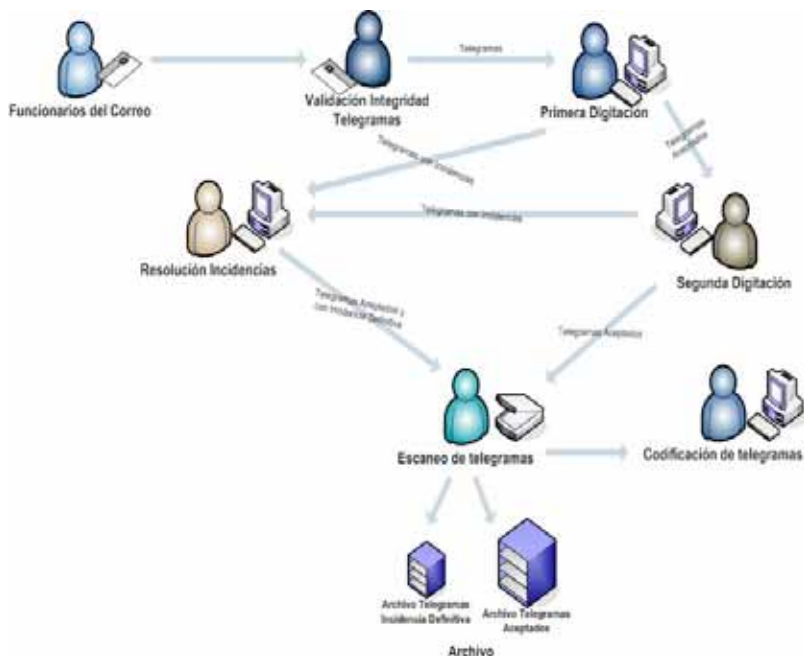 Telegramas
Funcionarios del Correo
Validación Integridad
Telegramas
Primera Digitación
Telegramas
Aceptados
Telegramas con Incidencias
Telegramas con Incidencias
Resolución Incidencias
Segunda Digitación
Telegramas Aceptados y
con Incidencia Definitiva
Telegramas Aceptados
Escaneo de telegramas
Codificación de telegramas
Archivo Telegramas
Incidencia Definitiva
Archivo Telegramas
Aceptados
Archivo